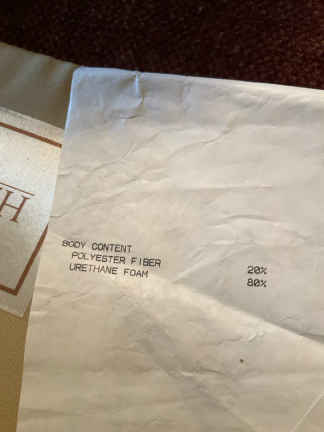 H
BODY CONTENT
POLYESTER FIBER 20%
URETHANE FOAM 80%